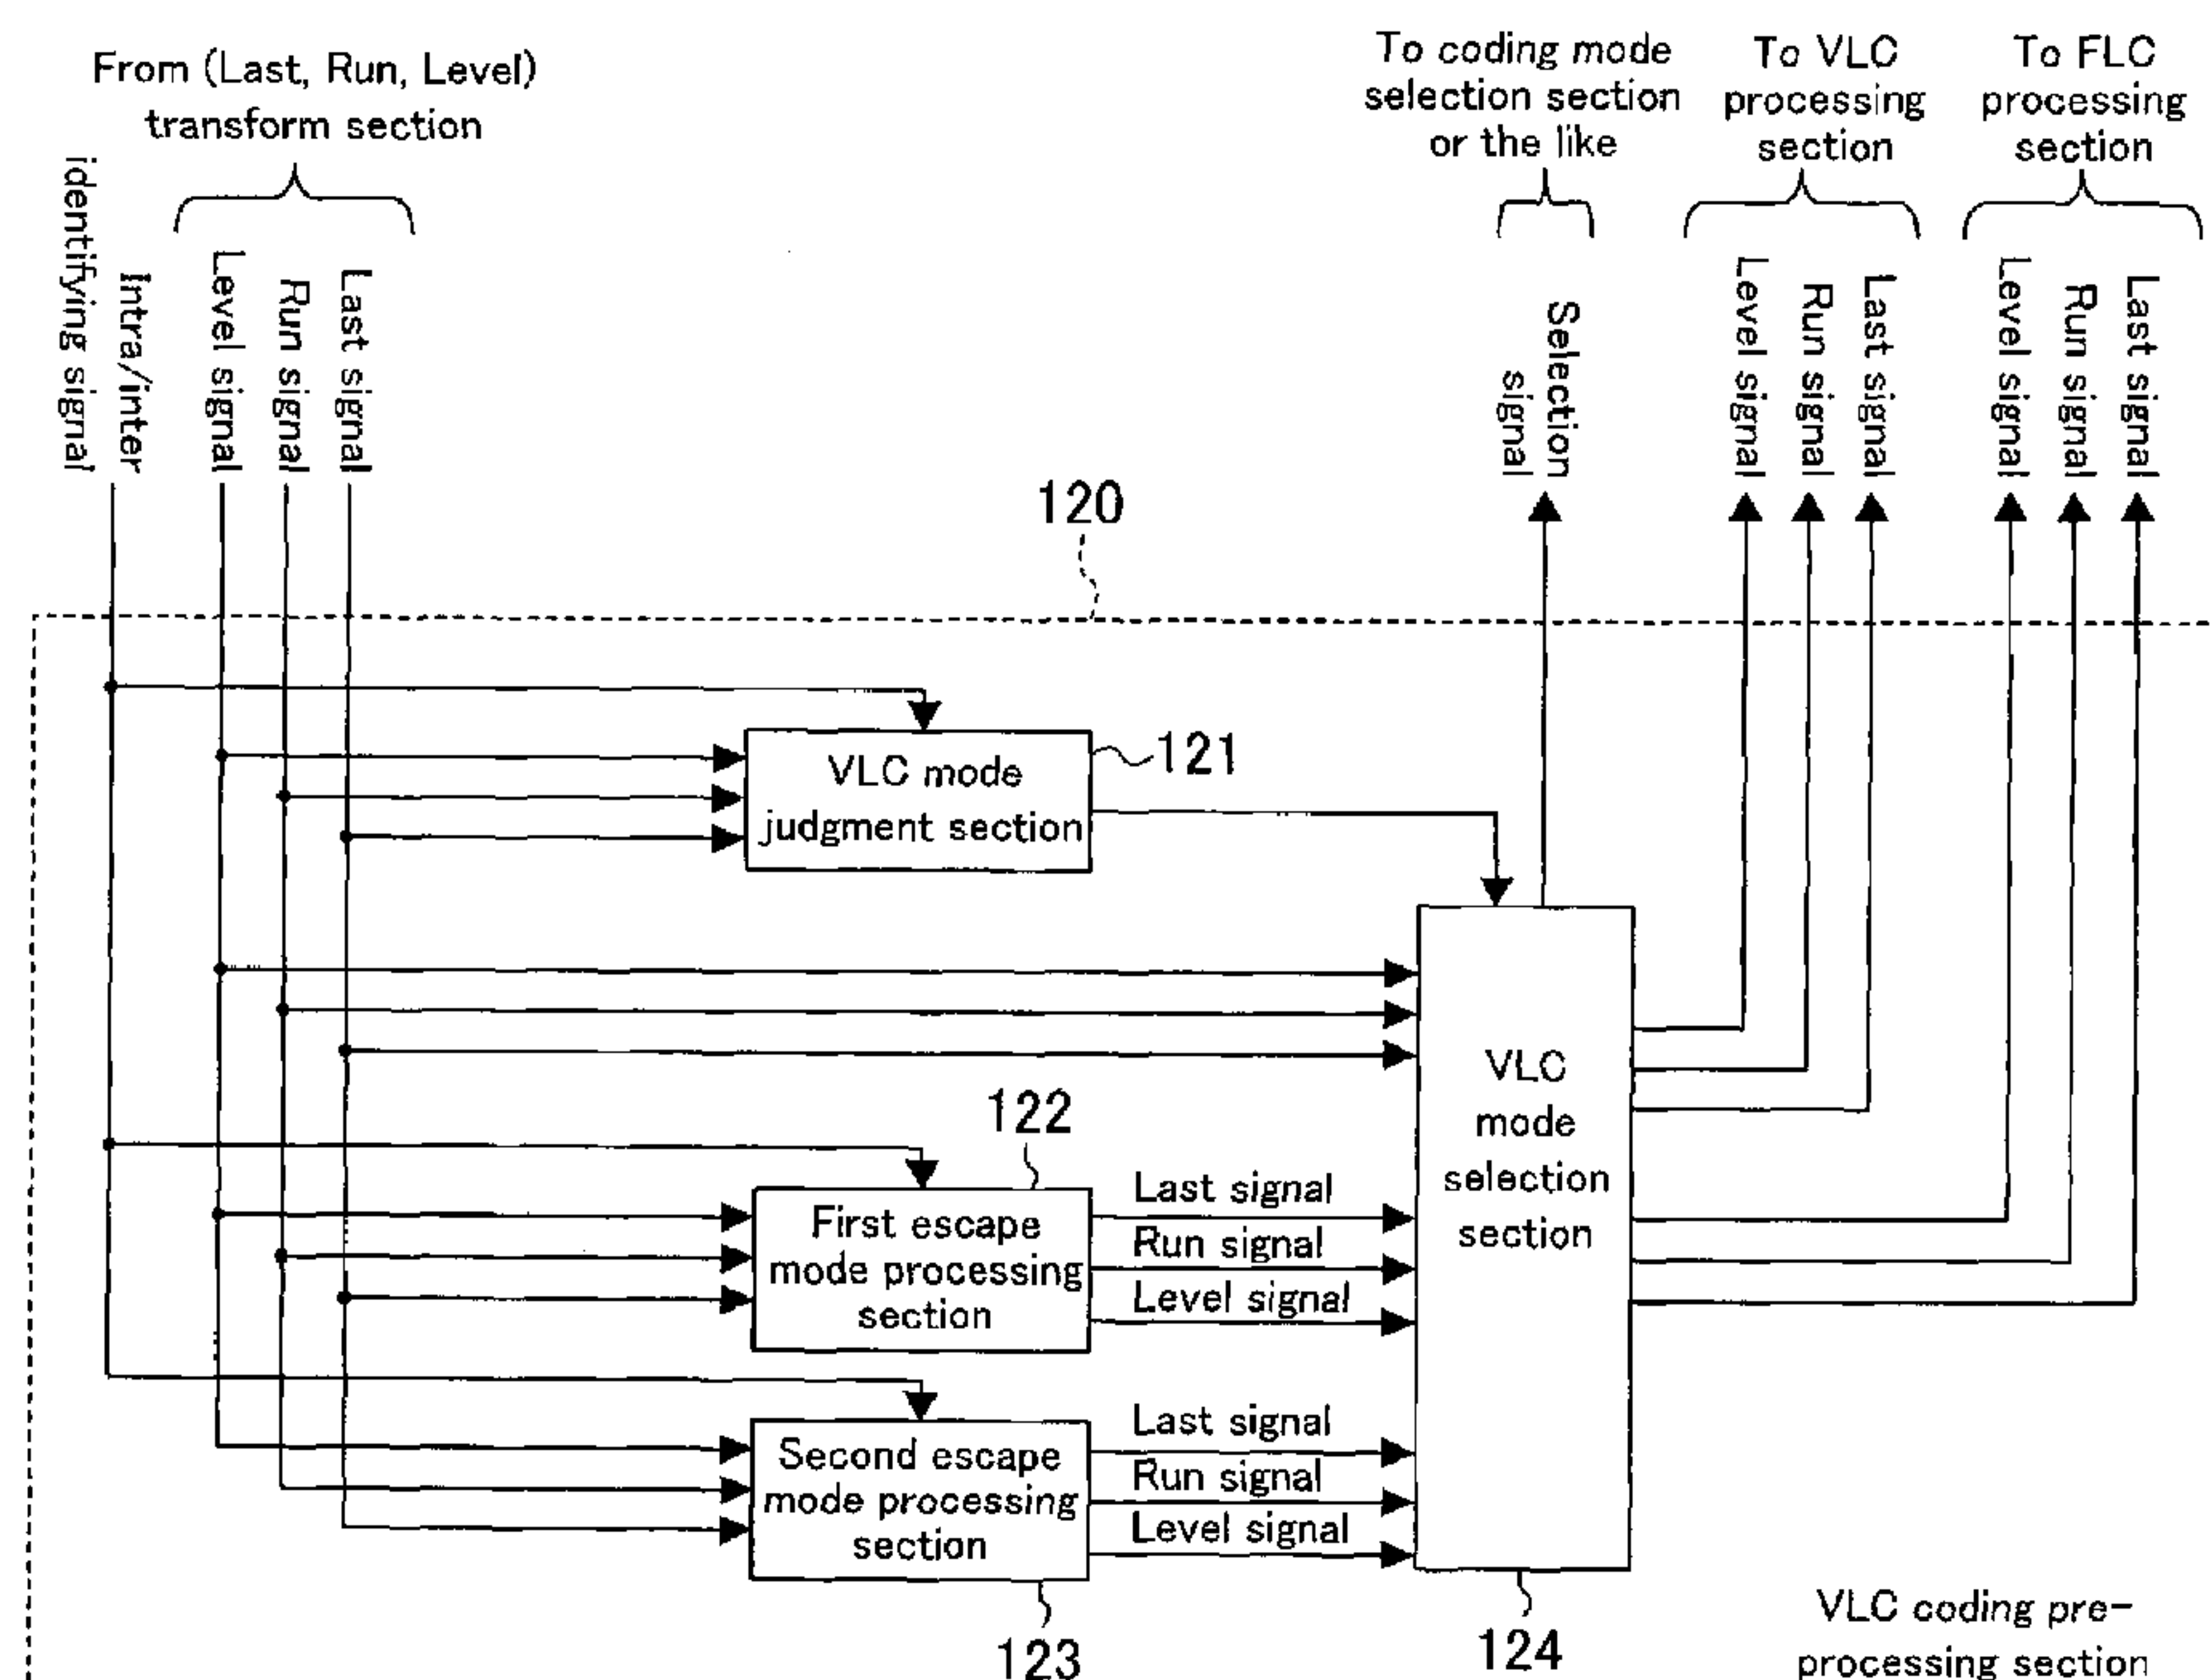 From (Last, Run, Level)
transform section
To coding mode
selection section
or the like
To VLC
processing
section
To FLC
processing
section
Intra/inter
identifying signal
Level signal
Run signal
Last signal
Selection
signal
Level signal
Run signal
Last signal
Level signal
Run signal
Last signal
120
VLC mode
judgment section
121
122
First escape
mode processing
section
Last signal
Run signal
Level signal
VLC
mode
selection
section
Second escape
mode processing
section
Last signal
Run signal
Level signal
123
124
VLC coding pre-
processing section